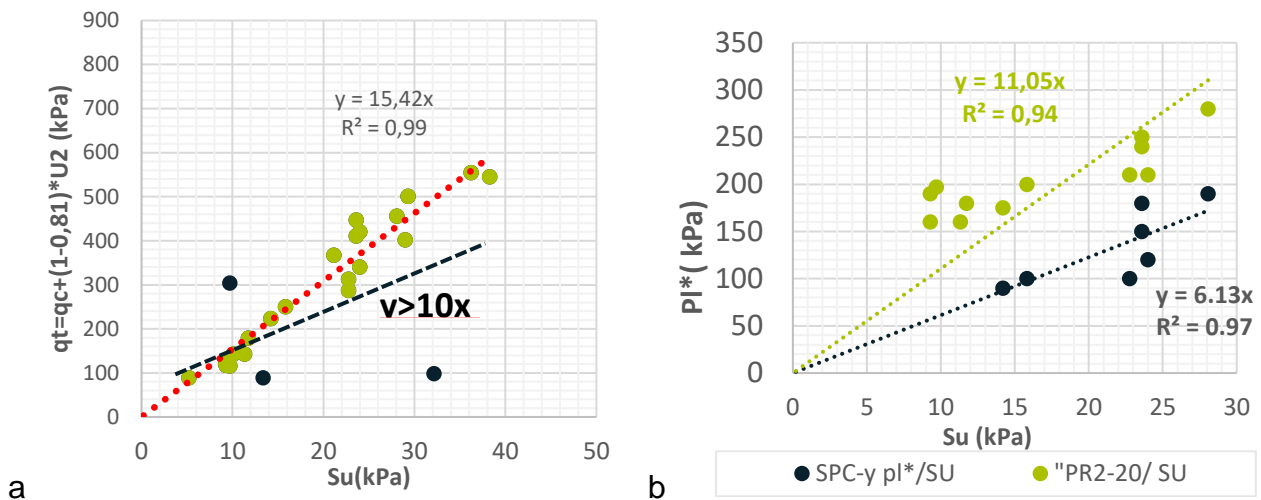 qt=qc+(1-0,81)*U2 (kPa)
900
800
700
600
500
400
300
200
100
0
y = 15,42x
R² = 0,99
v>10x
0 10 20 30 40 50
Su(kPa)
a
Pl*( kPa)
350
300
250
200
150
100
50
0
y = 11,05x
R² = 0,94
y = 6.13x
R² = 0.97
0 5 10 15 20 25 30
Su (kPa)
SPC-y pl*/SU "PR2-20/ SU
b